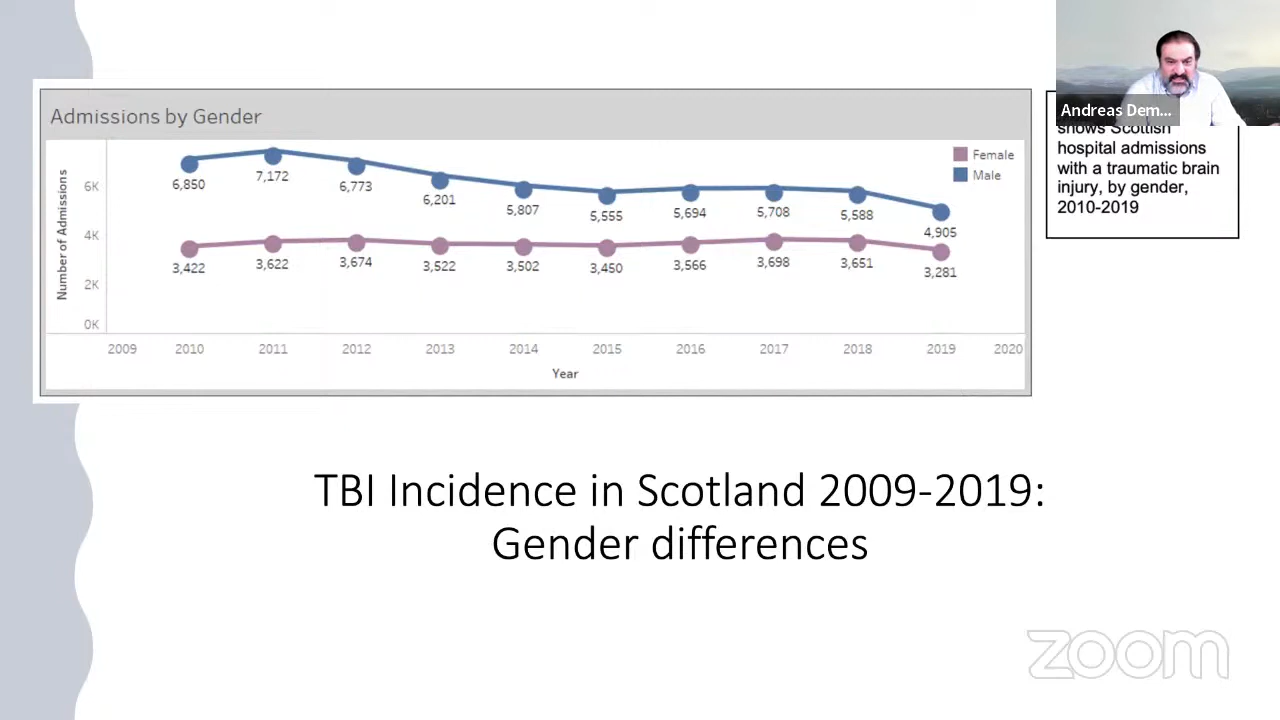 Andreas Dem...
shows Scottish
hospital admissions
with a traumatic brain
injury, by gender,
2010-2019
Admissions by Gender
Number of Admissions
6K
4K
2K
0K
Female
Male
6,850
7,172
6,773
6,201
5,807
5,555
5,694
5,708
5,588
4,905
3,422
3,622
3,674
3,522
3,502
3,450
3,566
3,698
3,651
3,281
2009 2010 2011 2012 2013 2014 2015 2016 2017 2018 2019 2020
Year
TBI Incidence in Scotland 2009-2019:
Gender differences
zoom